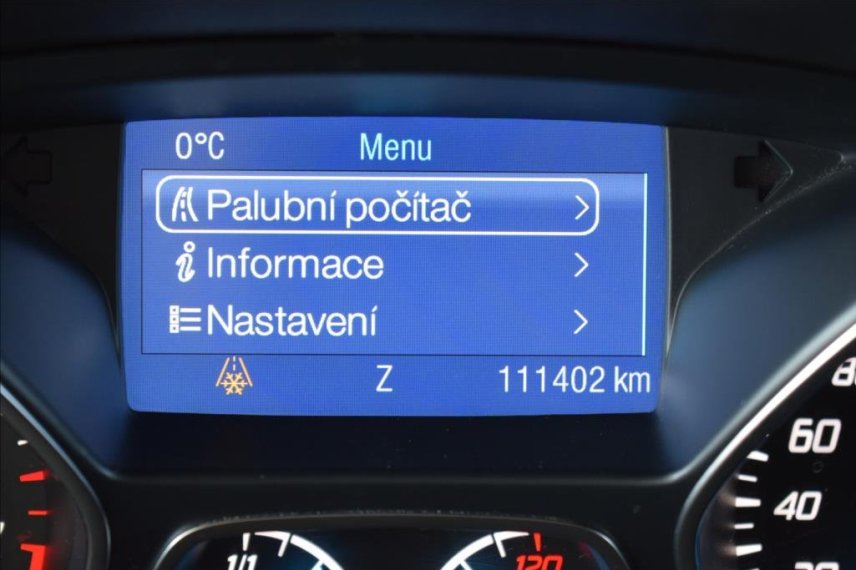 0°C Menu
Palubní počítač
Informace
Nastavení
Z 111402 km
60
40
1/1
120